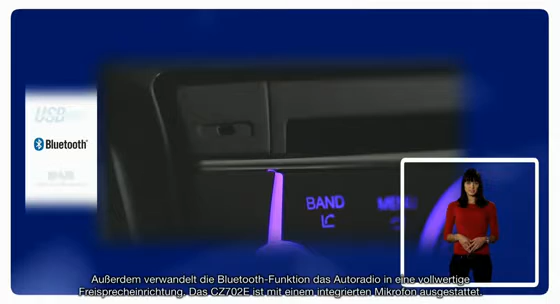 USB
Bluetooth
BAND
MENU
Außerdem verwandelt die Bluetooth-Funktion das Autoradio in eine vollwertige
Freisprecheinrichtung. Das CZ702E ist mit einem integrierten Mikrofon ausgestattet.